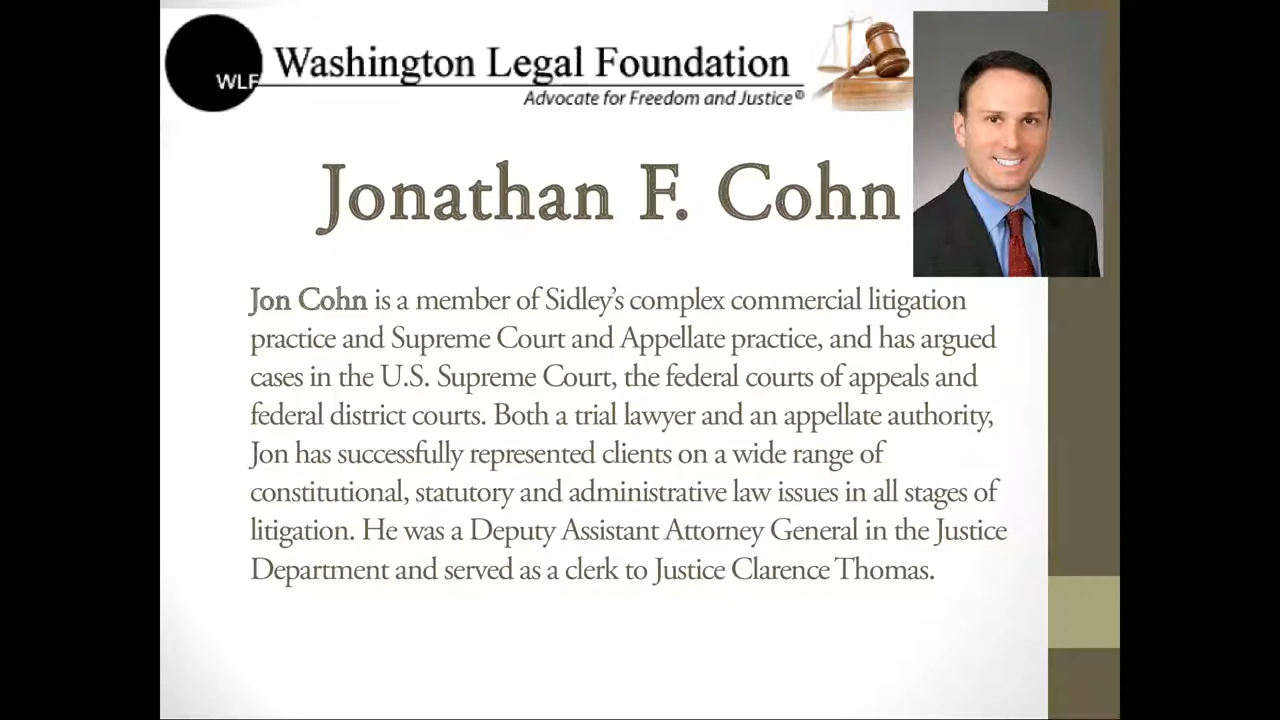 WLF
Washington Legal Foundation
Advocate for Freedom and Justice®
Jonathan F. Cohn
Jon Cohn is a member of Sidley's complex commercial litigation
practice and Supreme Court and Appellate practice, and has argued
cases in the U.S. Supreme Court, the federal courts of appeals and
federal district courts. Both a trial lawyer and an appellate authority,
Jon has successfully represented clients on a wide range of
constitutional, statutory and administrative law issues in all stages of
litigation. He was a Deputy Assistant Attorney General in the Justice
Department and served as a clerk to Justice Clarence Thomas.